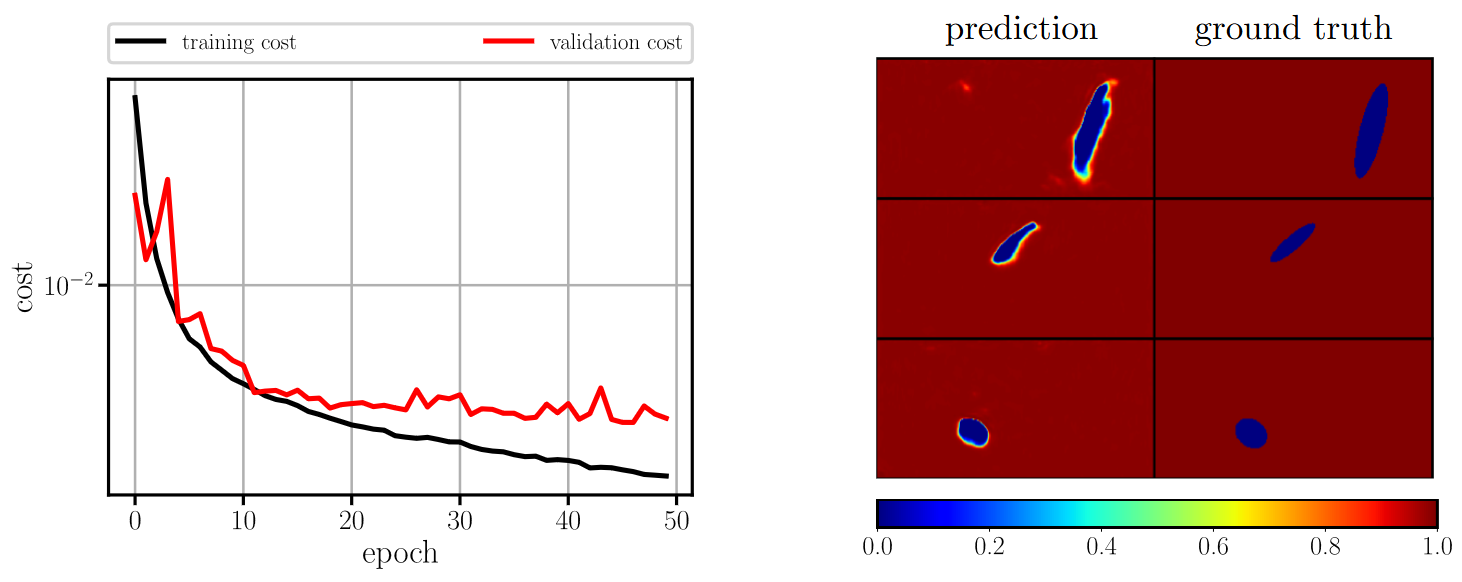 training cost
validation cost
cost
10⁻²
0 10 20 30 40 50
epoch
prediction ground truth
0.0 0.2 0.4 0.6 0.8 1.0